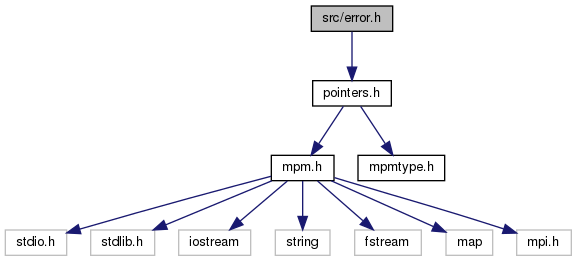 src/error.h
pointers.h
mpm.h
mpmtype.h
stdio.h
stdlib.h
iostream
string
fstream
map
mpi.h